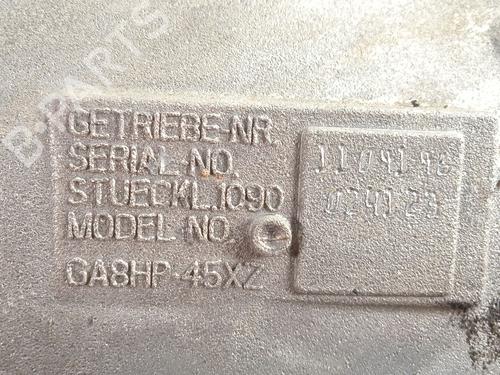 B-PARTS
GETRIEBE-NR.
SERIAL-NO.
STUECKL.1090
MODEL NO.
GA8HP-45XZ